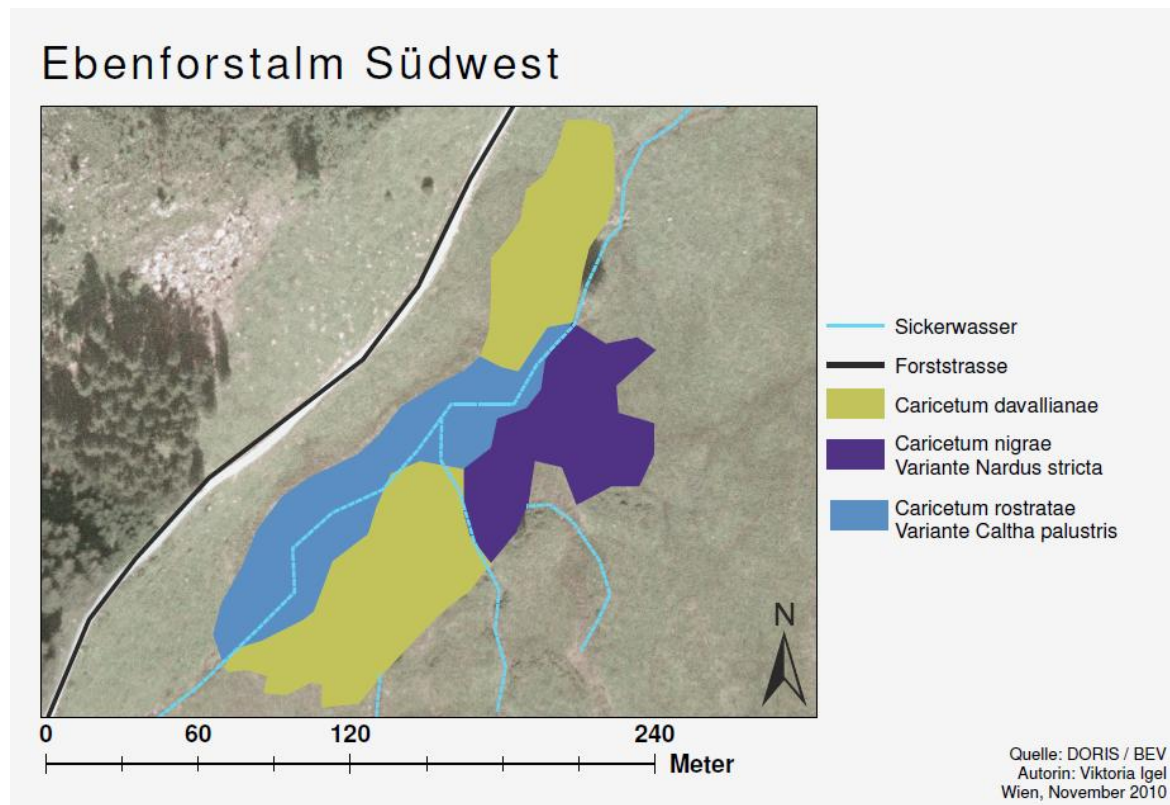 Ebenforstalm Südwest
Sickerwasser
Forststrasse
Caricetum davallianae
Caricetum nigrae
Variante Nardus stricta
Caricetum rostratae
Variante Caltha palustris
N
0 60 120 240
Meter
Quelle: DORIS / BEV
Autorin: Viktoria Igel
Wien, November 2010